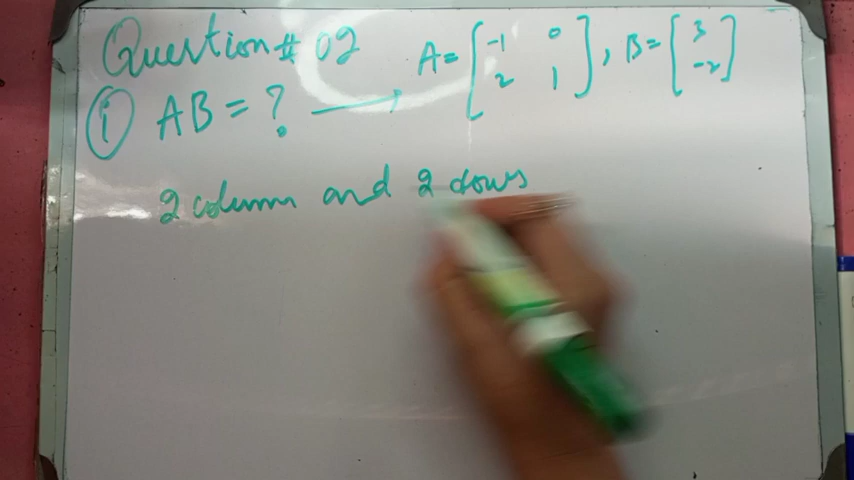 Question # 02 A = [-1 0 2 1], B = [3 -2]
(i) AB = ? →
2 column and 2 rows